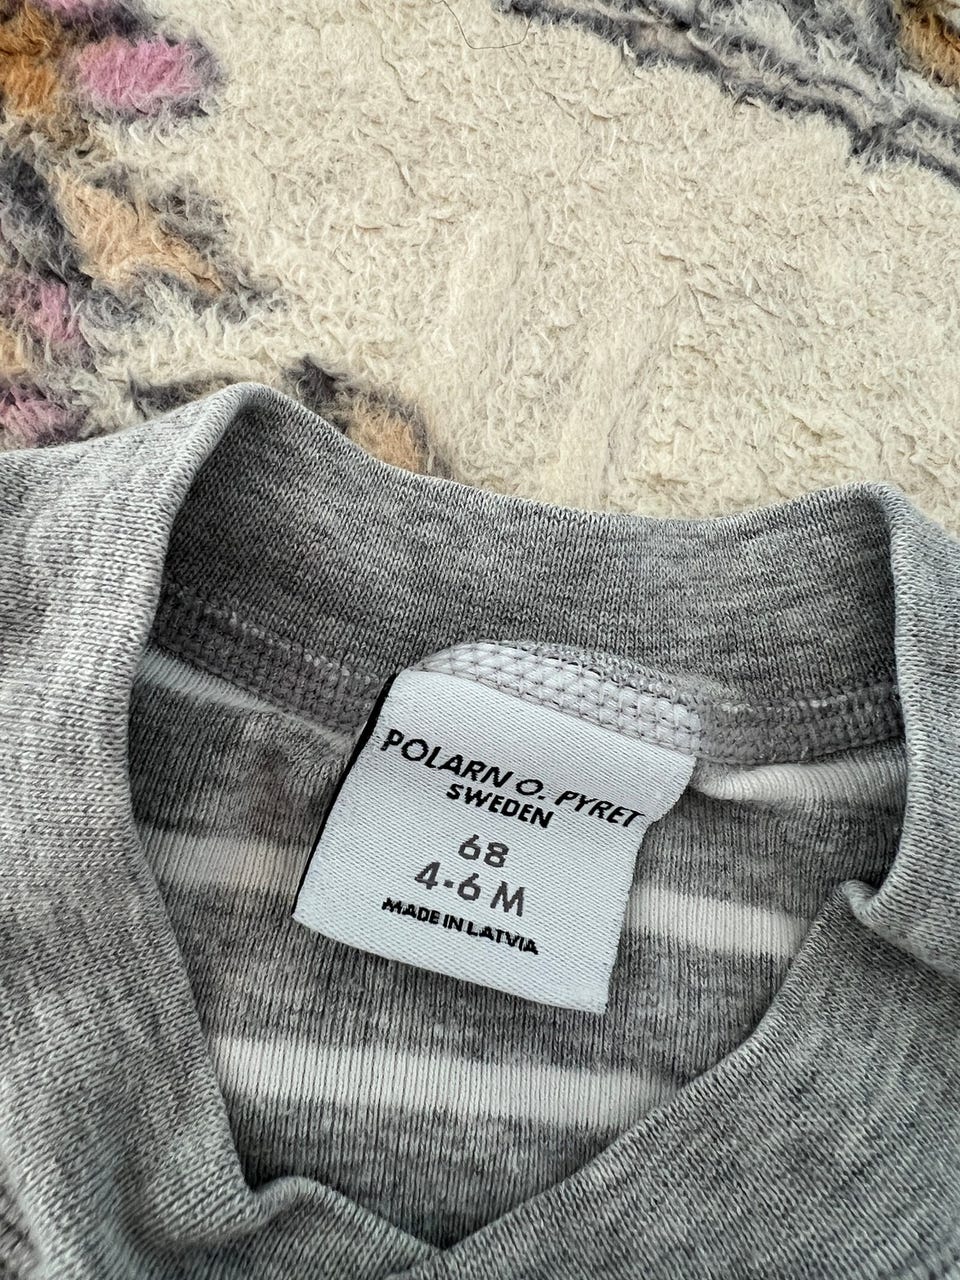 POLARN O. PYRET
SWEDEN
68
4-6 M
MADE IN LATVIA